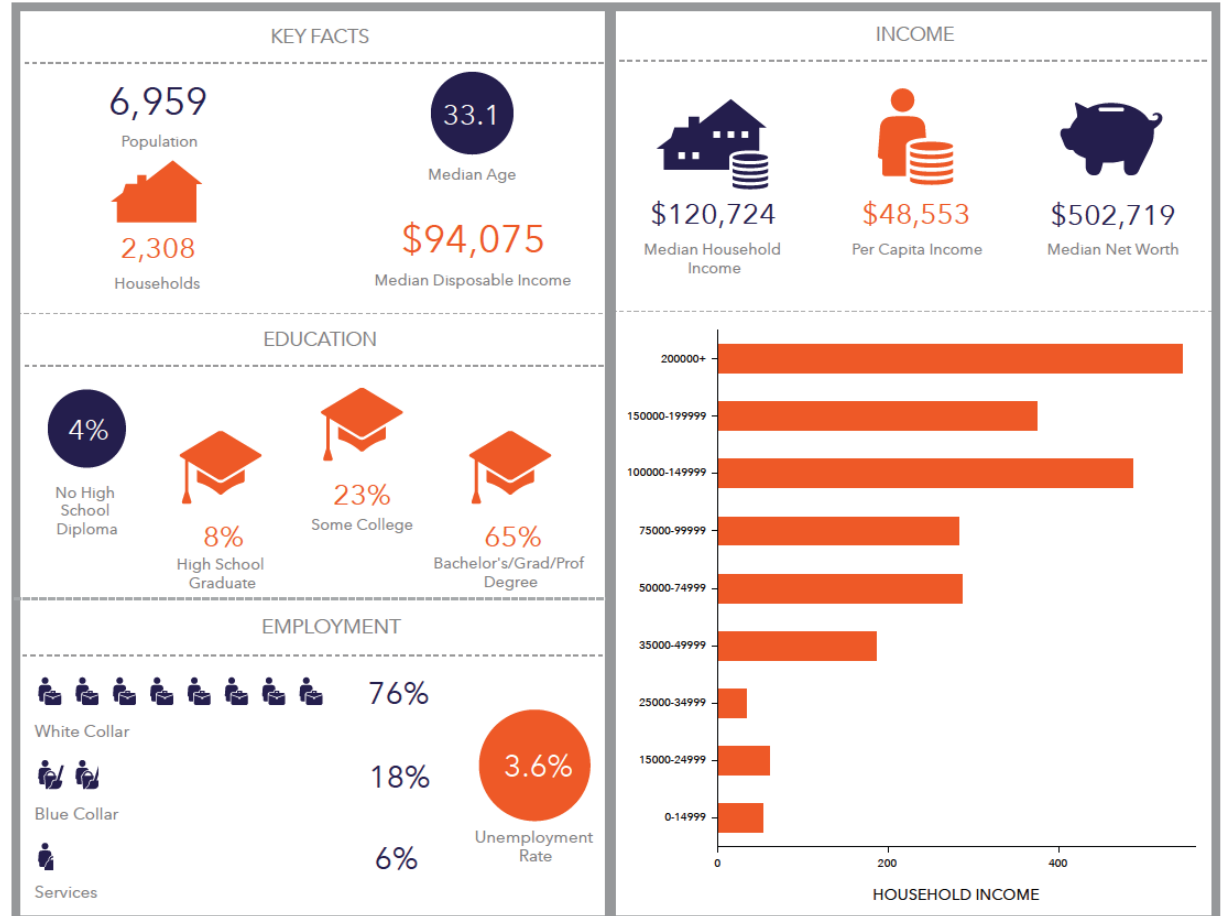 KEY FACTS
6,959
Population
2,308
Households
33.1
Median Age
$94,075
Median Disposable Income
EDUCATION
4%
No High
School
Diploma
8%
High School
Graduate
23%
Some College
65%
Bachelor's/Grad/Prof
Degree
EMPLOYMENT
76%
White Collar
18%
Blue Collar
6%
Services
3.6%
Unemployment
Rate
INCOME
$120,724
Median Household
Income
$48,553
Per Capita Income
$502,719
Median Net Worth
200000+
150000-199999
100000-149999
75000-99999
50000-74999
35000-49999
25000-34999
15000-24999
0-14999
0 200 400
HOUSEHOLD INCOME